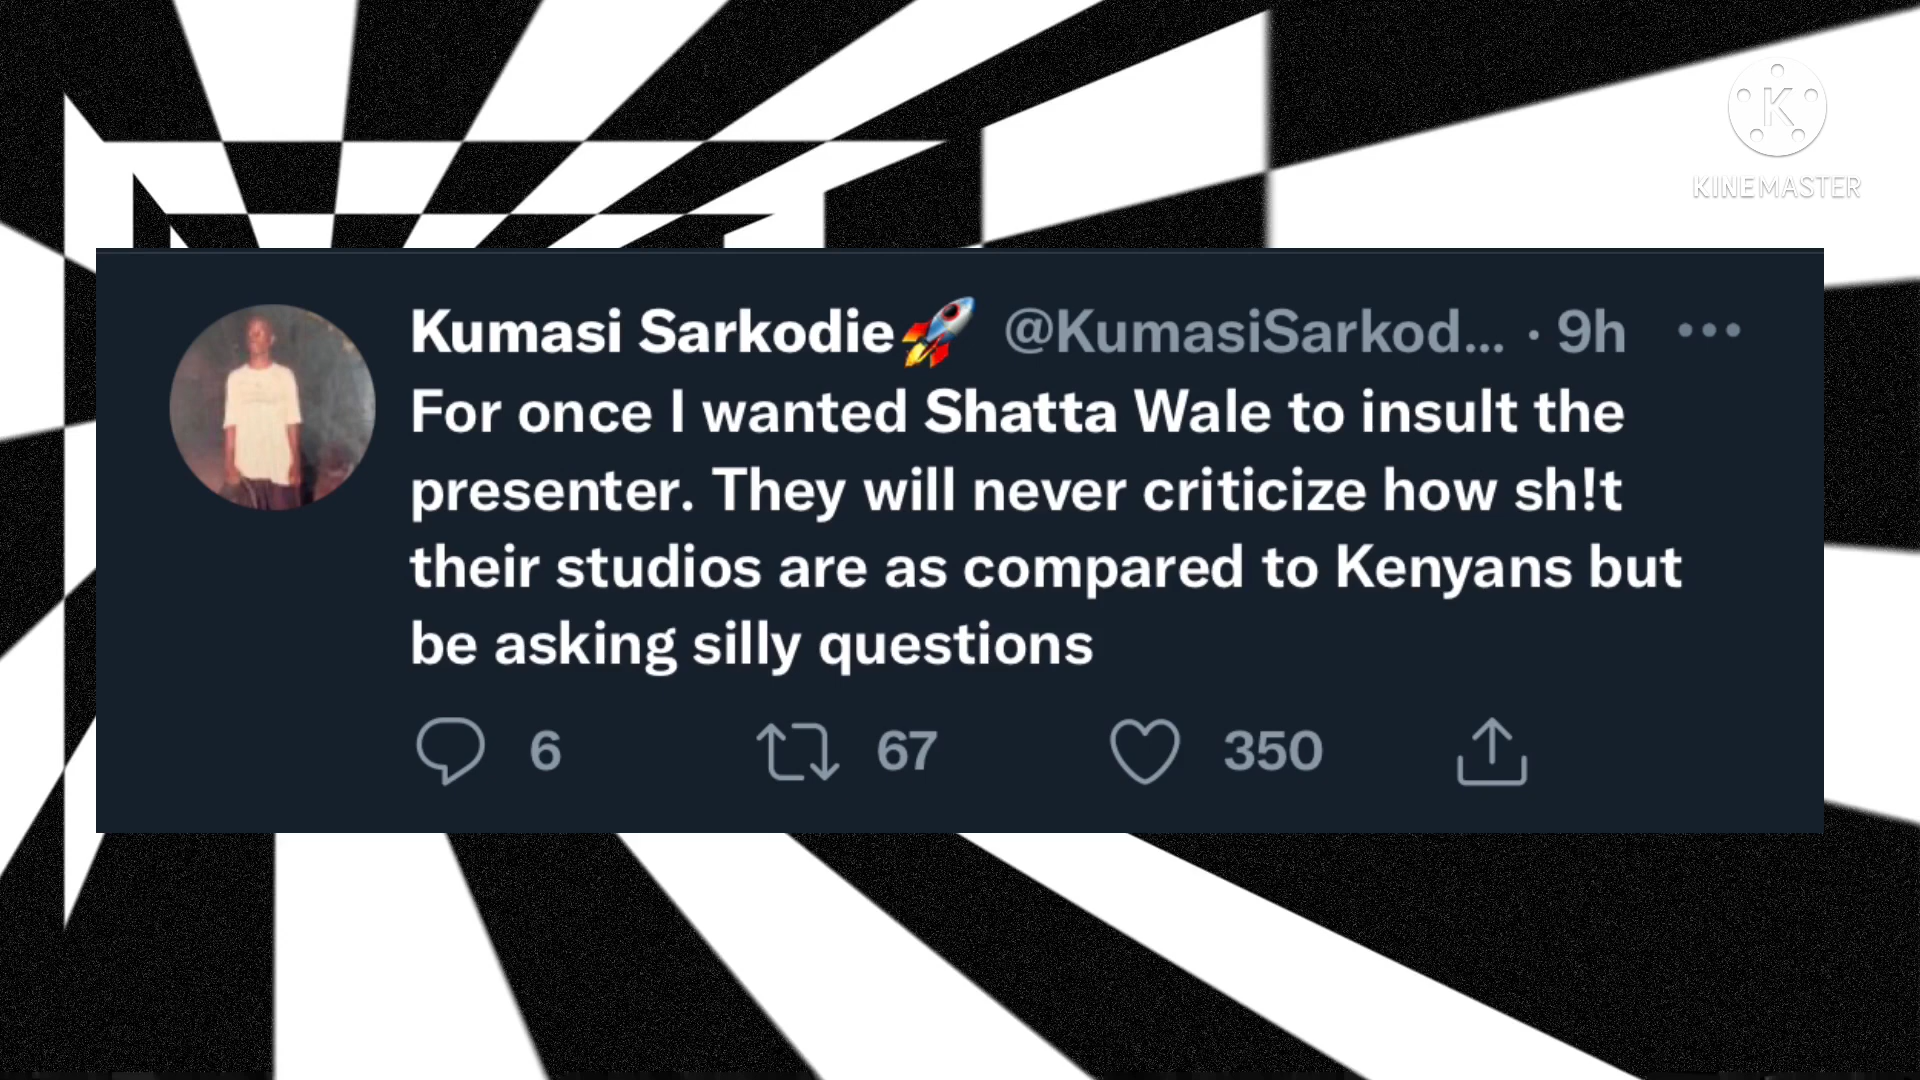 K
KINEMASTER
Kumasi Sarkodie🚀 @KumasiSarkod... · 9h
For once I wanted Shatta Wale to insult the
presenter. They will never criticize how sh!t
their studios are as compared to Kenyans but
be asking silly questions
6 67 350